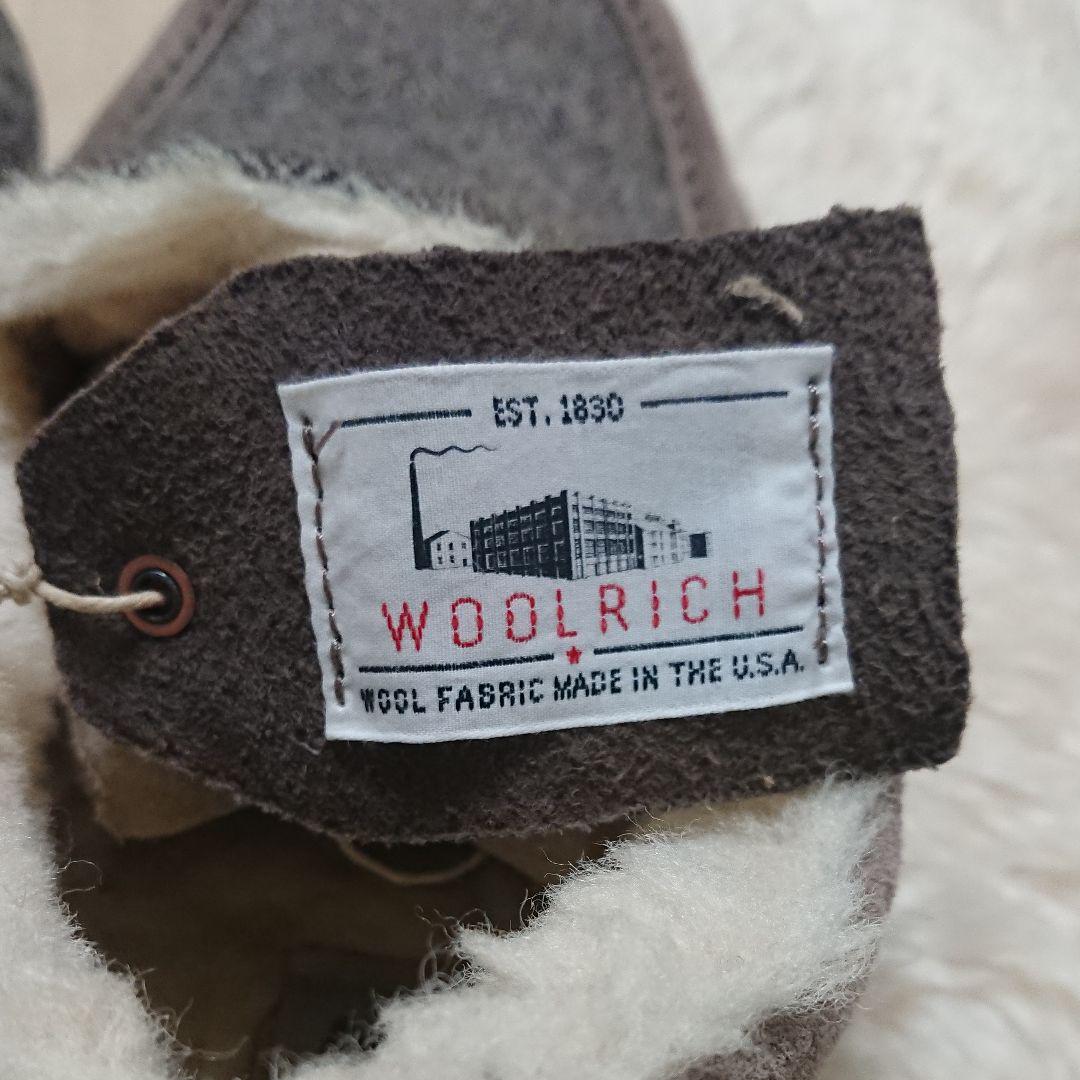 EST. 1830
WOOLRICH
WOOL FABRIC MADE IN THE U.S.A.